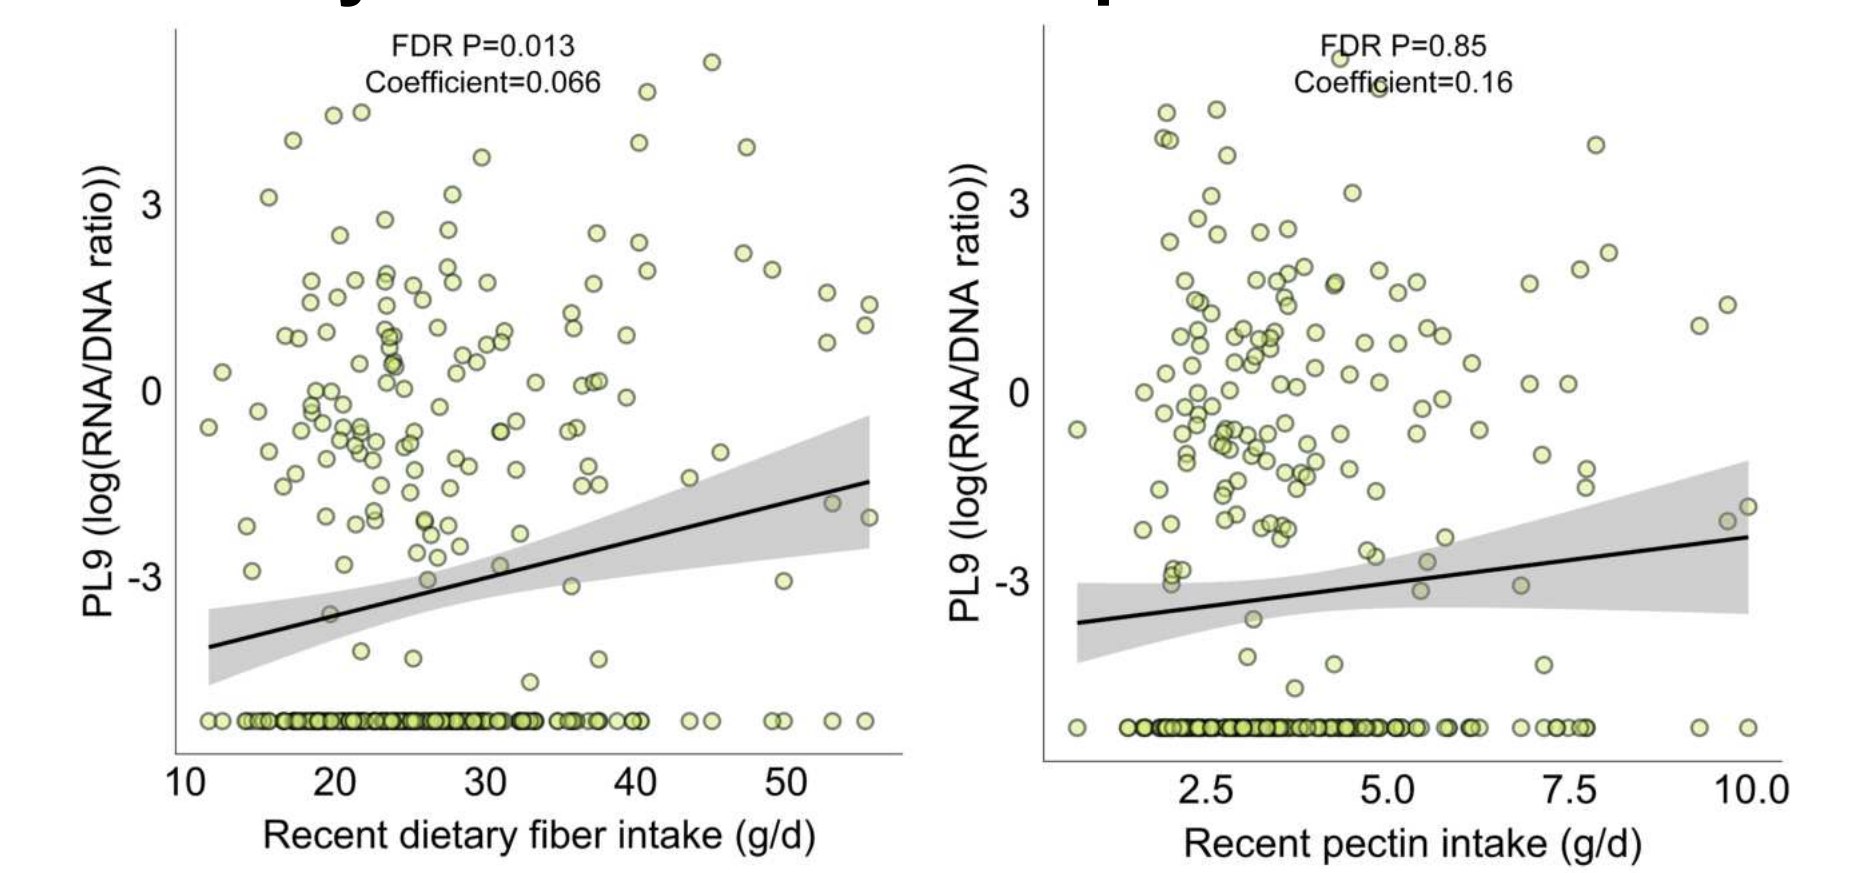 FDR P=0.013
Coefficient=0.066
PL9 (log(RNA/DNA ratio))
3
0
-3
10 20 30 40 50
Recent dietary fiber intake (g/d)
FDR P=0.85
Coefficient=0.16
PL9 (log(RNA/DNA ratio))
3
0
-3
2.5 5.0 7.5 10.0
Recent pectin intake (g/d)